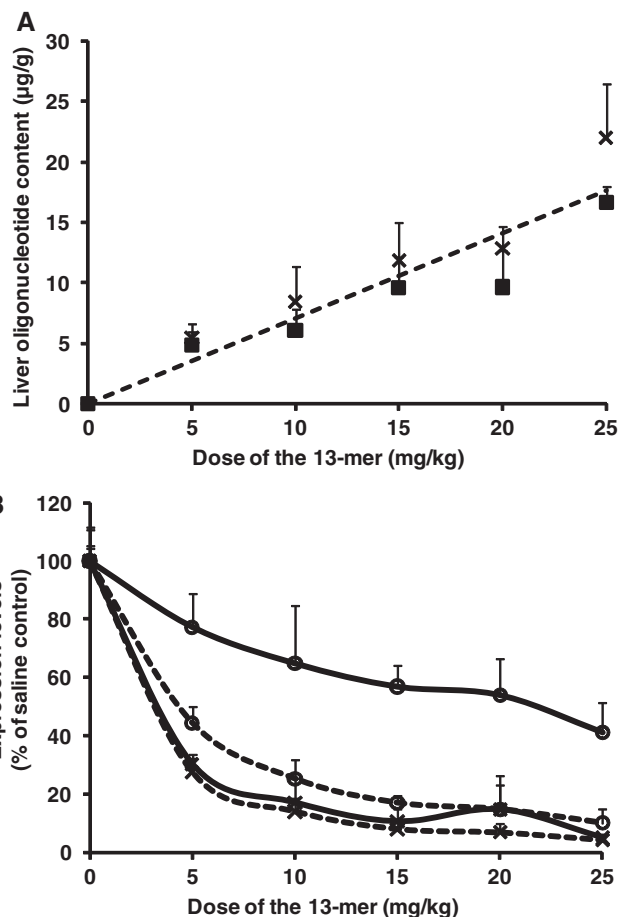 A
Liver oligonucleotide content (µg/g)
30
25
20
15
10
5
0
0 5 10 15 20 25
Dose of the 13-mer (mg/kg)
(% of saline control)
120
100
80
60
40
20
0
0 5 10 15 20 25
Dose of the 13-mer (mg/kg)